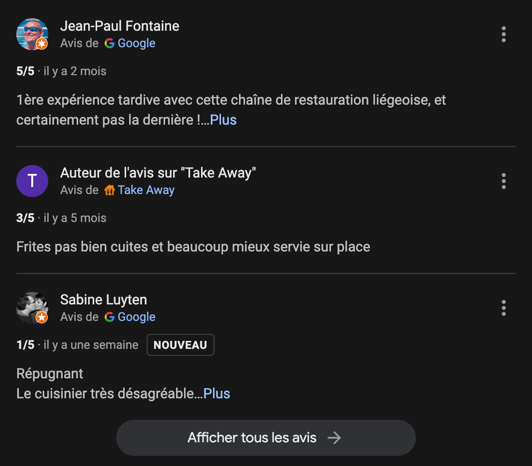 Jean-Paul Fontaine
Avis de Google
5/5 · il y a 2 mois
1ère expérience tardive avec cette chaîne de restauration liégeoise, et
certainement pas la dernière !...Plus
T
Auteur de l'avis sur "Take Away"
Avis de Take Away
3/5 · il y a 5 mois
Frites pas bien cuites et beaucoup mieux servie sur place
Sabine Luyten
Avis de Google
1/5 · il y a une semaine NOUVEAU
Répugnant
Le cuisinier très désagréable...Plus
Afficher tous les avis →